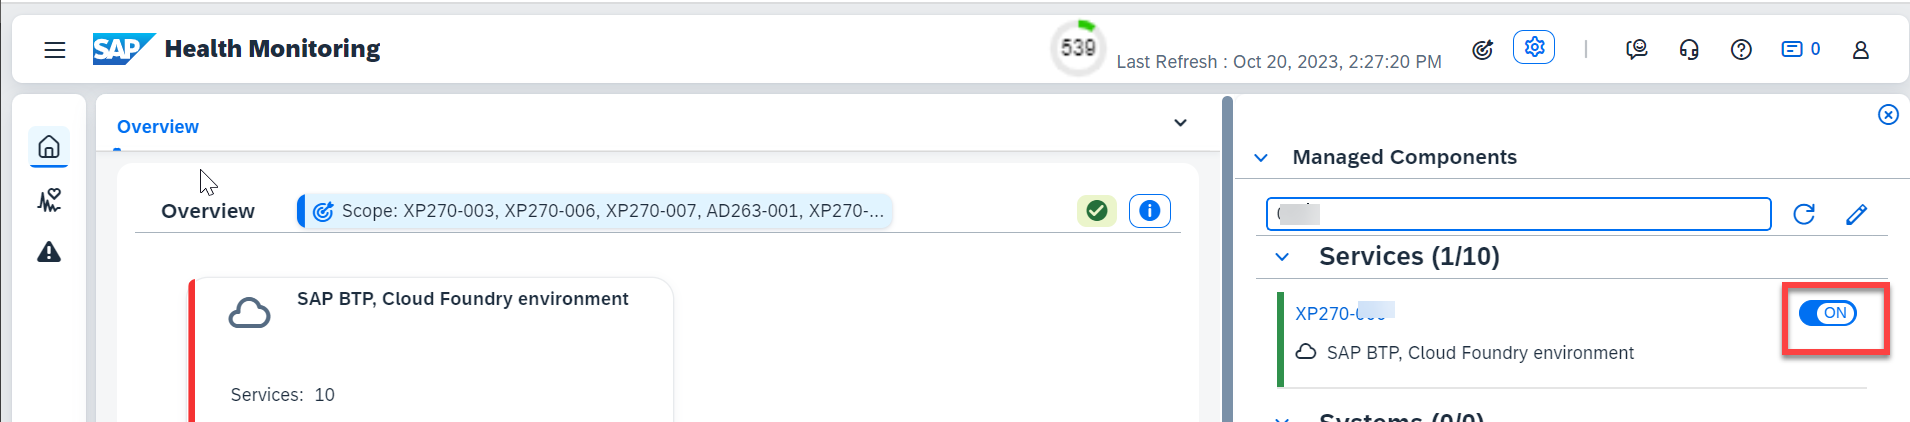 SAP Health Monitoring
539
Last Refresh : Oct 20, 2023, 2:27:20 PM
0
Overview
Overview
Scope: XP270-003, XP270-006, XP270-007, AD263-001, XP270-...
SAP BTP, Cloud Foundry environment
Services: 10
Managed Components
Services (1/10)
XP270-
ON
SAP BTP, Cloud Foundry environment
Systems (0/0)